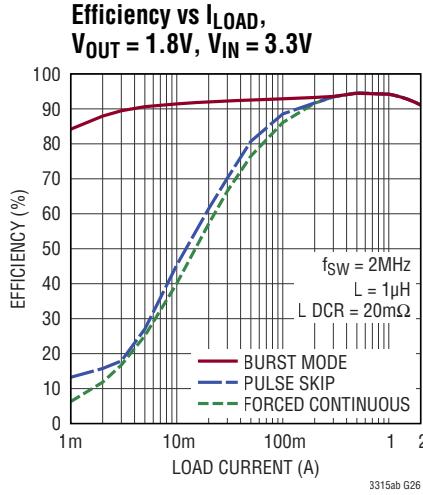 Efficiency vs ILOAD,
VOUT = 1.8V, VIN = 3.3V
100
90
80
70
60
50
40
30
20
10
0
EFFICIENCY (%)
fSW = 2MHz
L = 1µH
L DCR = 20mΩ
BURST MODE
PULSE SKIP
FORCED CONTINUOUS
1m 10m 100m 1 2
LOAD CURRENT (A)
3315ab G26